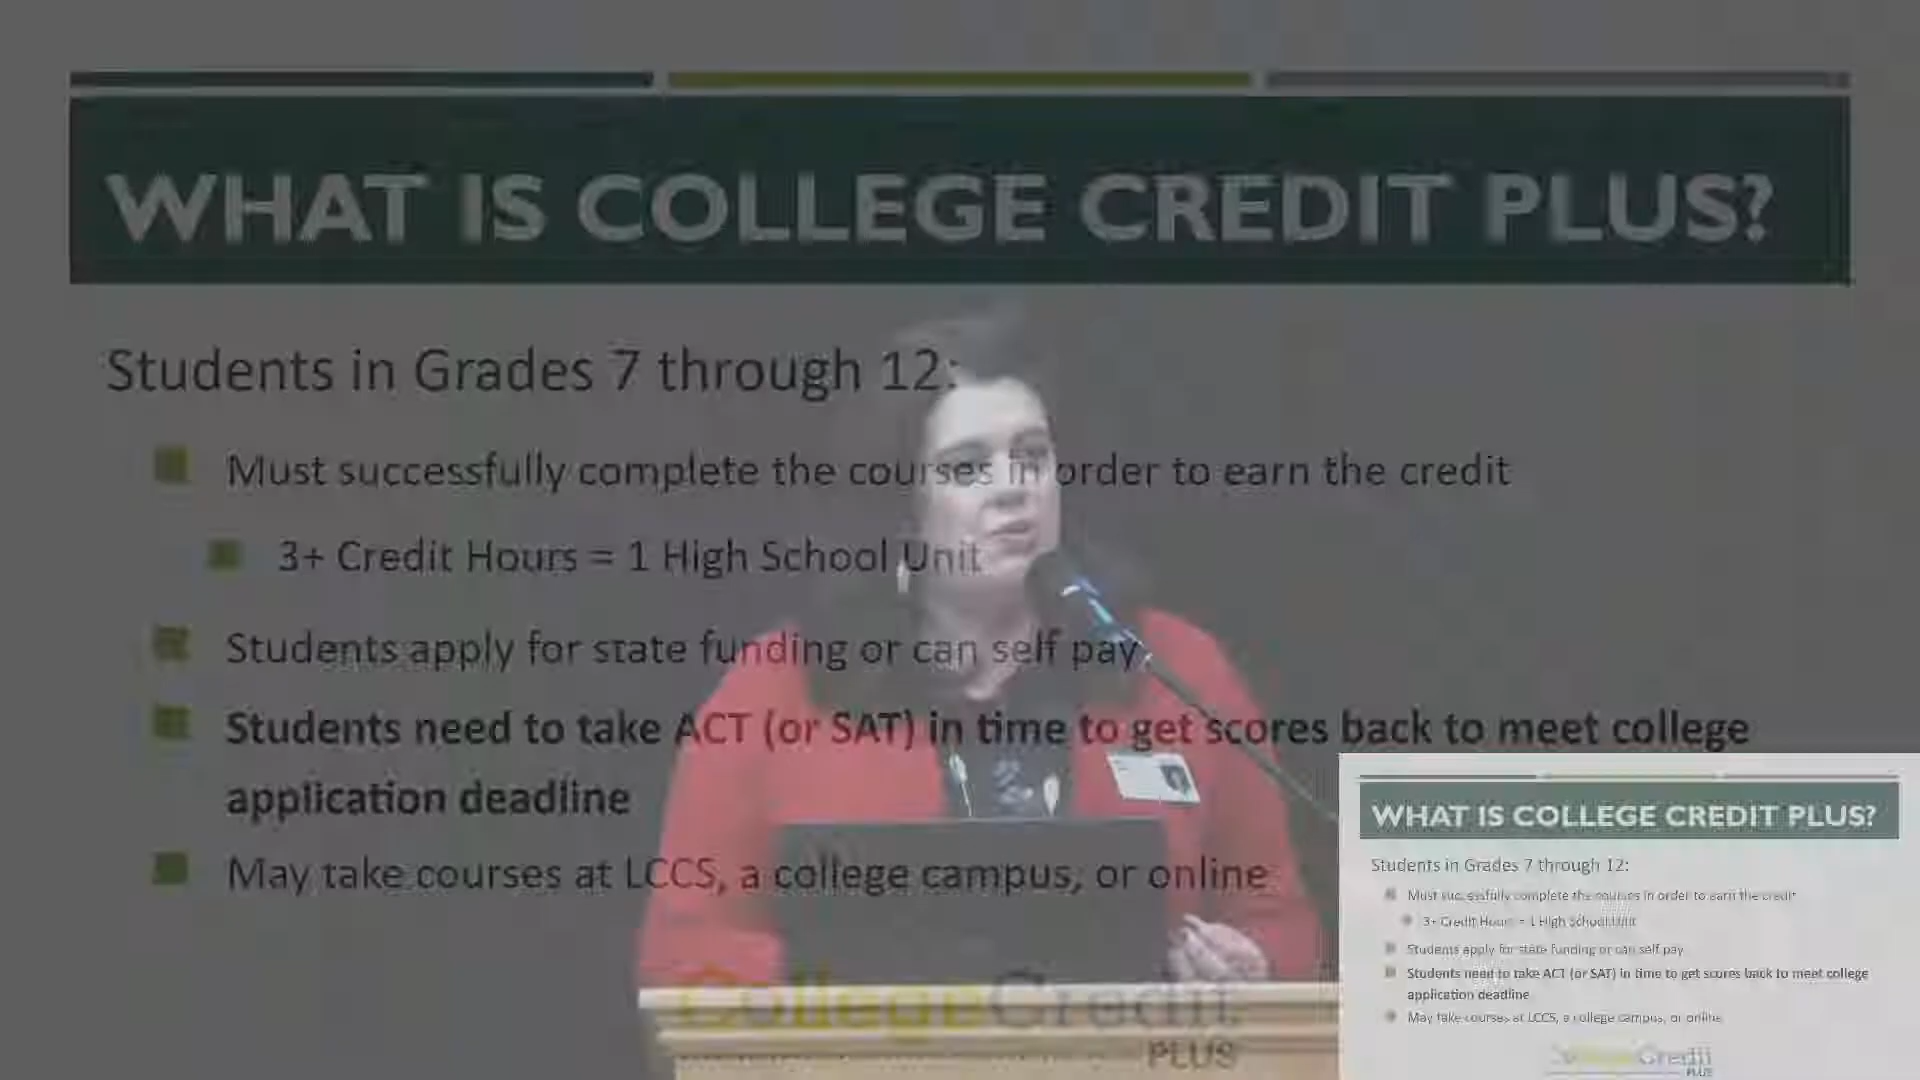 WHAT IS COLLEGE CREDIT PLUS?
Students in Grades 7 through 12:
Must successfully complete the courses in order to earn the credit
3+ Credit Hours = 1 High School Unit
Students apply for state funding or can self pay
Students need to take ACT (or SAT) in time to get scores back to meet college
application deadline
May take courses at LCCS, a college campus, or online
CollegeCredit
PLUS
WHAT IS COLLEGE CREDIT PLUS?
Students in Grades 7 through 12:
Must successfully complete the courses in order to earn the credit
3+ Credit Hours = 1 High School Unit
Students apply for state funding or can self pay
Students need to take ACT (or SAT) in time to get scores back to meet college
application deadline
May take courses at LCCS, a college campus, or online
CollegeCredit
PLUS